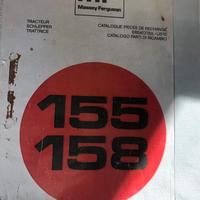 Massey Ferguson
TRACTEUR
SCHLEPPER
TRATTRICE
CATALOGUE PIECES DE RECHANGE
ERSATZTEIL-LISTE
CATALOGO PARTI DI RICAMBIO
155
158